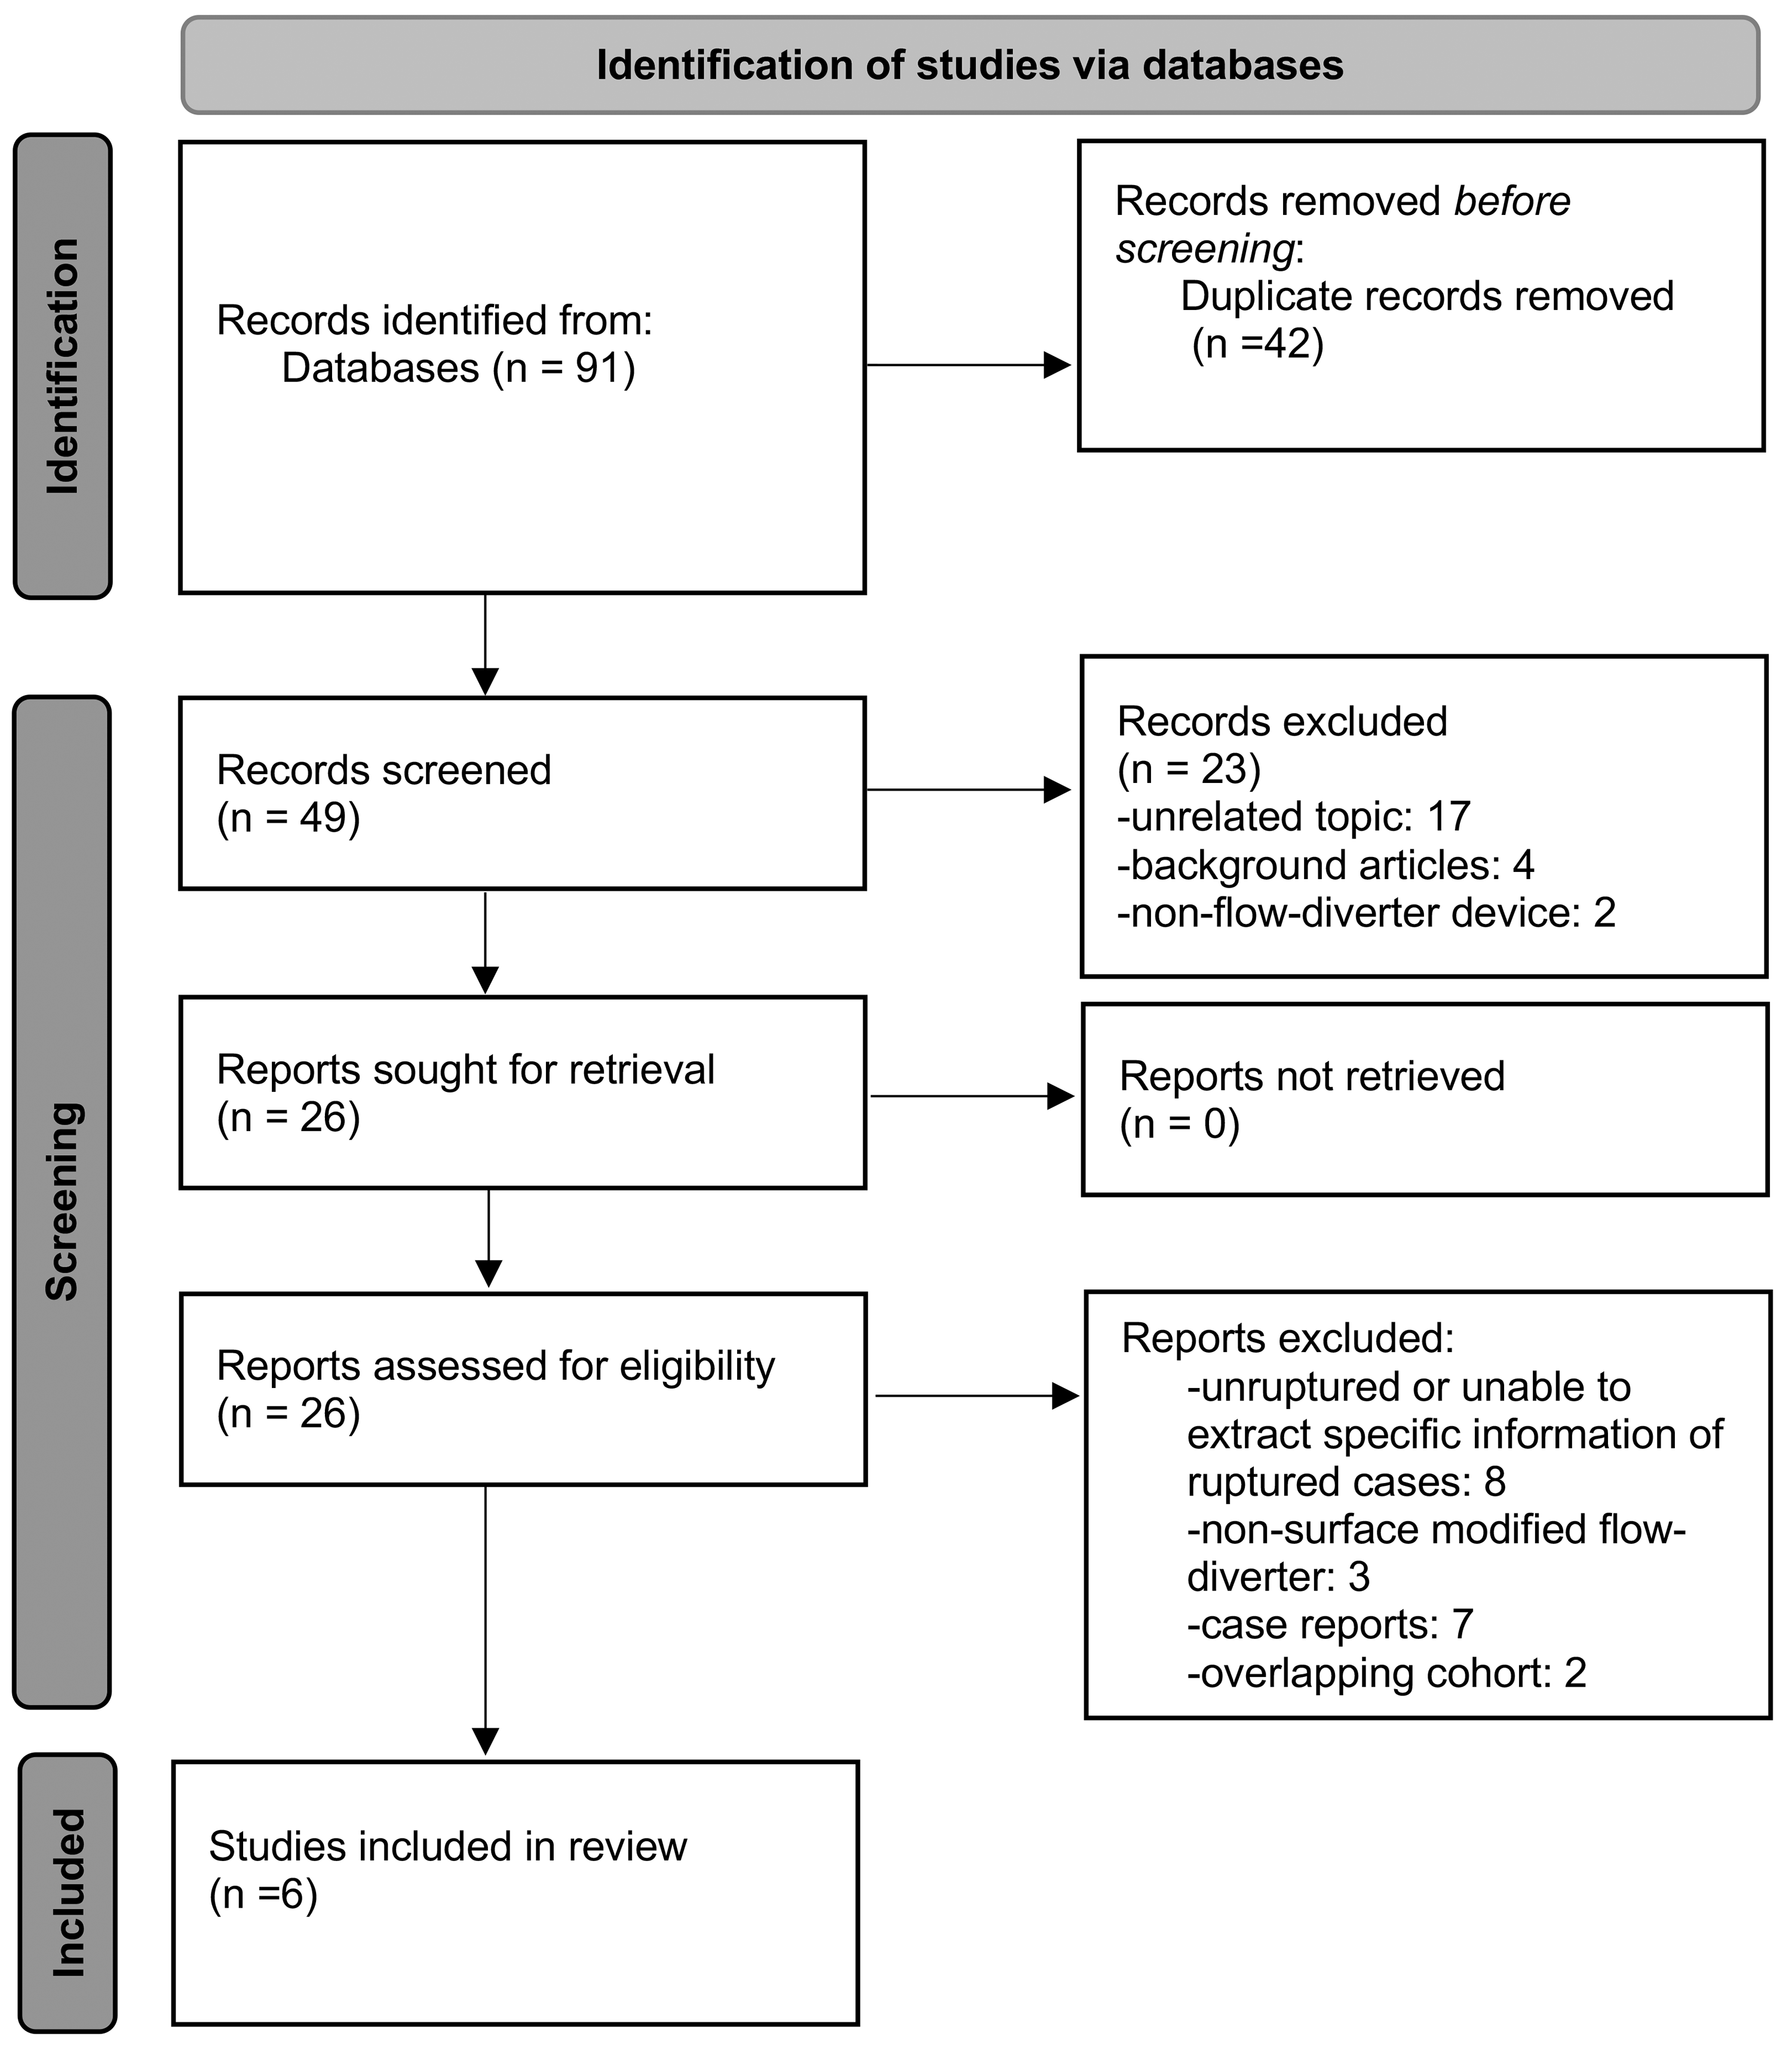 Identification of studies via databases
Identification
Records identified from:
Databases (n = 91)
Records removed before
screening:
Duplicate records removed
(n =42)
Screening
Records screened
(n = 49)
Records excluded
(n = 23)
-unrelated topic: 17
-background articles: 4
-non-flow-diverter device: 2
Reports sought for retrieval
(n = 26)
Reports not retrieved
(n = 0)
Reports assessed for eligibility
(n = 26)
Reports excluded:
-unruptured or unable to
extract specific information of
ruptured cases: 8
-non-surface modified flow-
diverter: 3
-case reports: 7
-overlapping cohort: 2
Included
Studies included in review
(n =6)